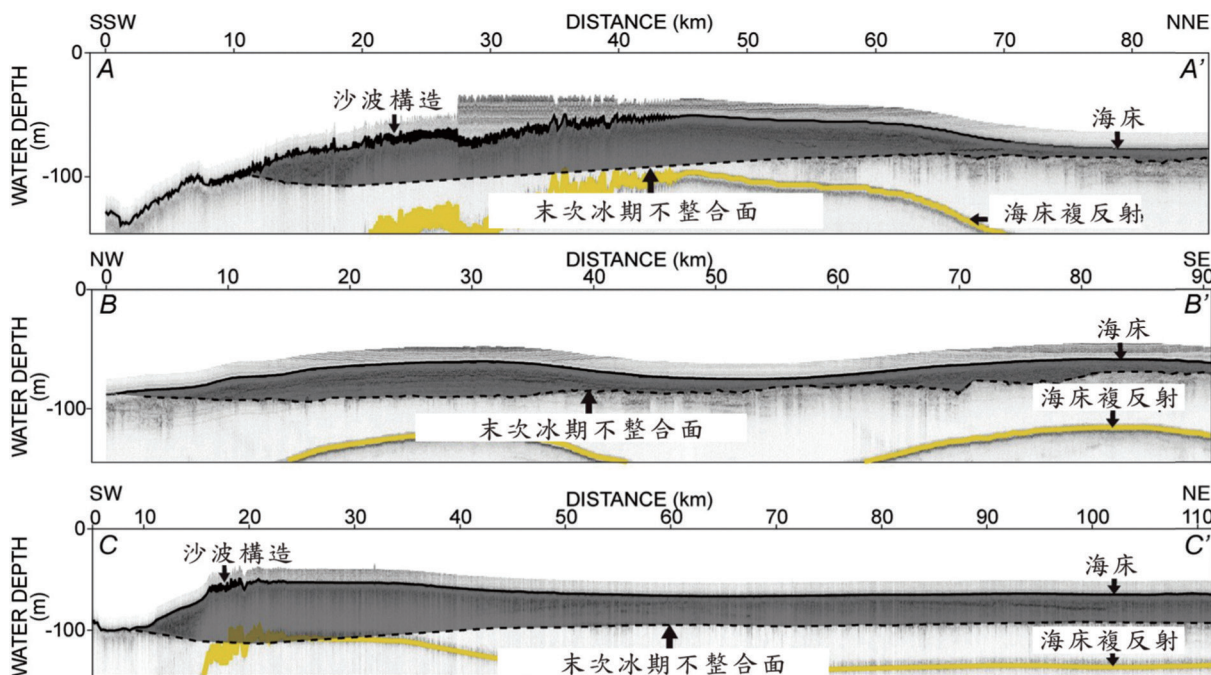 SSW DISTANCE (km) NNE
0 10 20 30 40 50 60 70 80
0
-100
WATER DEPTH
(m)
A A'
沙波構造
海床
末次冰期不整合面
海床複反射
NW DISTANCE (km) SE
0 10 20 30 40 50 60 70 80 90
0
-100
WATER DEPTH
(m)
B B'
海床
海床複反射
末次冰期不整合面
SW DISTANCE (km) NE
0 10 20 30 40 50 60 70 80 90 100 110
0
-100
WATER DEPTH
(m)
C C'
沙波構造
海床
海床複反射
末次冰期不整合面